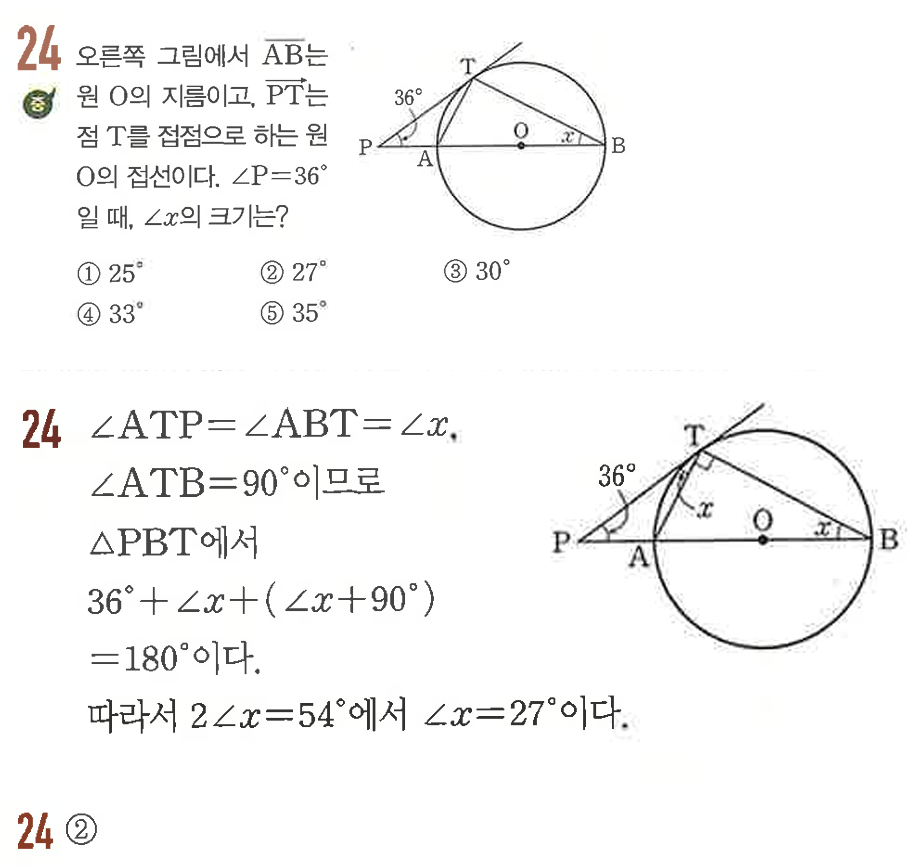 24 오른쪽 그림에서 AB는
중 원 O의 지름이고, PT는
점 T를 접점으로 하는 원
O의 접선이다. ∠P=36°
일 때, ∠x의 크기는?
T
36°
P
A
O
x
B
① 25° ② 27° ③ 30°
④ 33° ⑤ 35°
24 ∠ATP=∠ABT=∠x,
∠ATB=90°이므로
△PBT에서
36°+∠x+(∠x+90°)
=180°이다.
따라서 2∠x=54°에서 ∠x=27°이다.
T
36°
x
P
A
O
x
B
24 ②